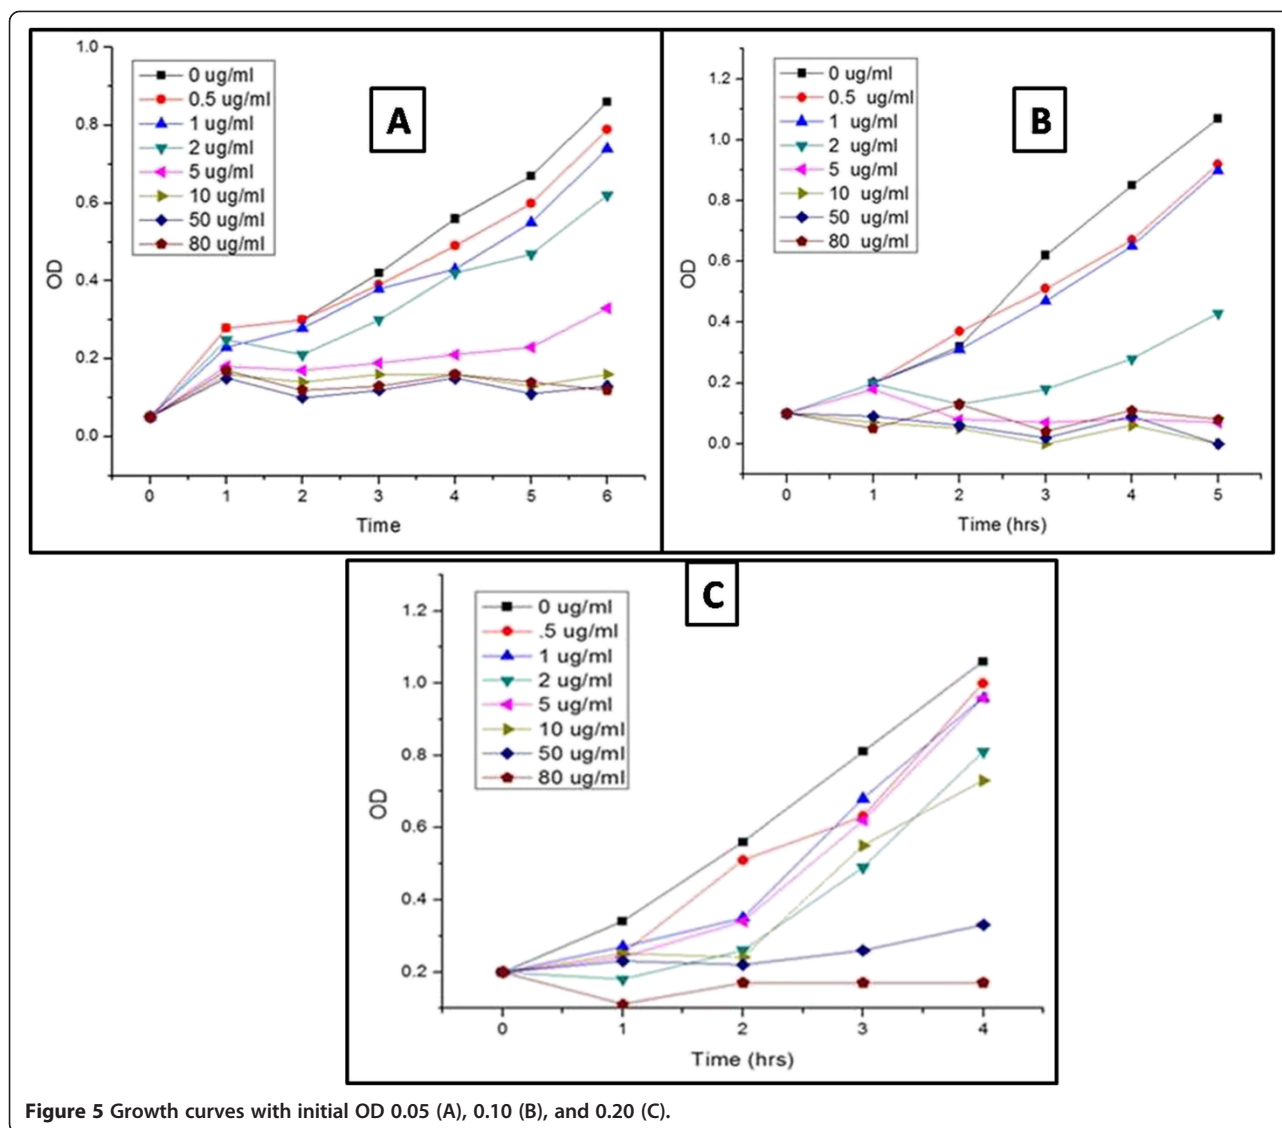 1.0
0.8
0.6
0.4
0.2
0.0
OD
0 ug/ml
0.5 ug/ml
1 ug/ml
2 ug/ml
5 ug/ml
10 ug/ml
50 ug/ml
80 ug/ml
A
0 1 2 3 4 5 6
Time
1.2
1.0
0.8
0.6
0.4
0.2
0.0
OD
0 ug/ml
0.5 ug/ml
1 ug/ml
2 ug/ml
5 ug/ml
10 ug/ml
50 ug/ml
80 ug/ml
B
0 1 2 3 4 5
Time (hrs)
1.2
1.0
0.8
0.6
0.4
0.2
OD
0 ug/ml
.5 ug/ml
1 ug/ml
2 ug/ml
5 ug/ml
10 ug/ml
50 ug/ml
80 ug/ml
C
0 1 2 3 4
Time (hrs)
Figure 5 Growth curves with initial OD 0.05 (A), 0.10 (B), and 0.20 (C).